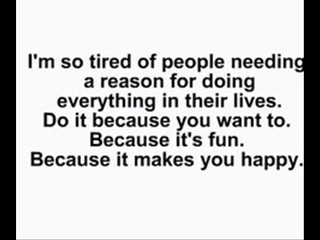 I'm so tired of people needing
a reason for doing
everything in their lives.
Do it because you want to.
Because it's fun.
Because it makes you happy.